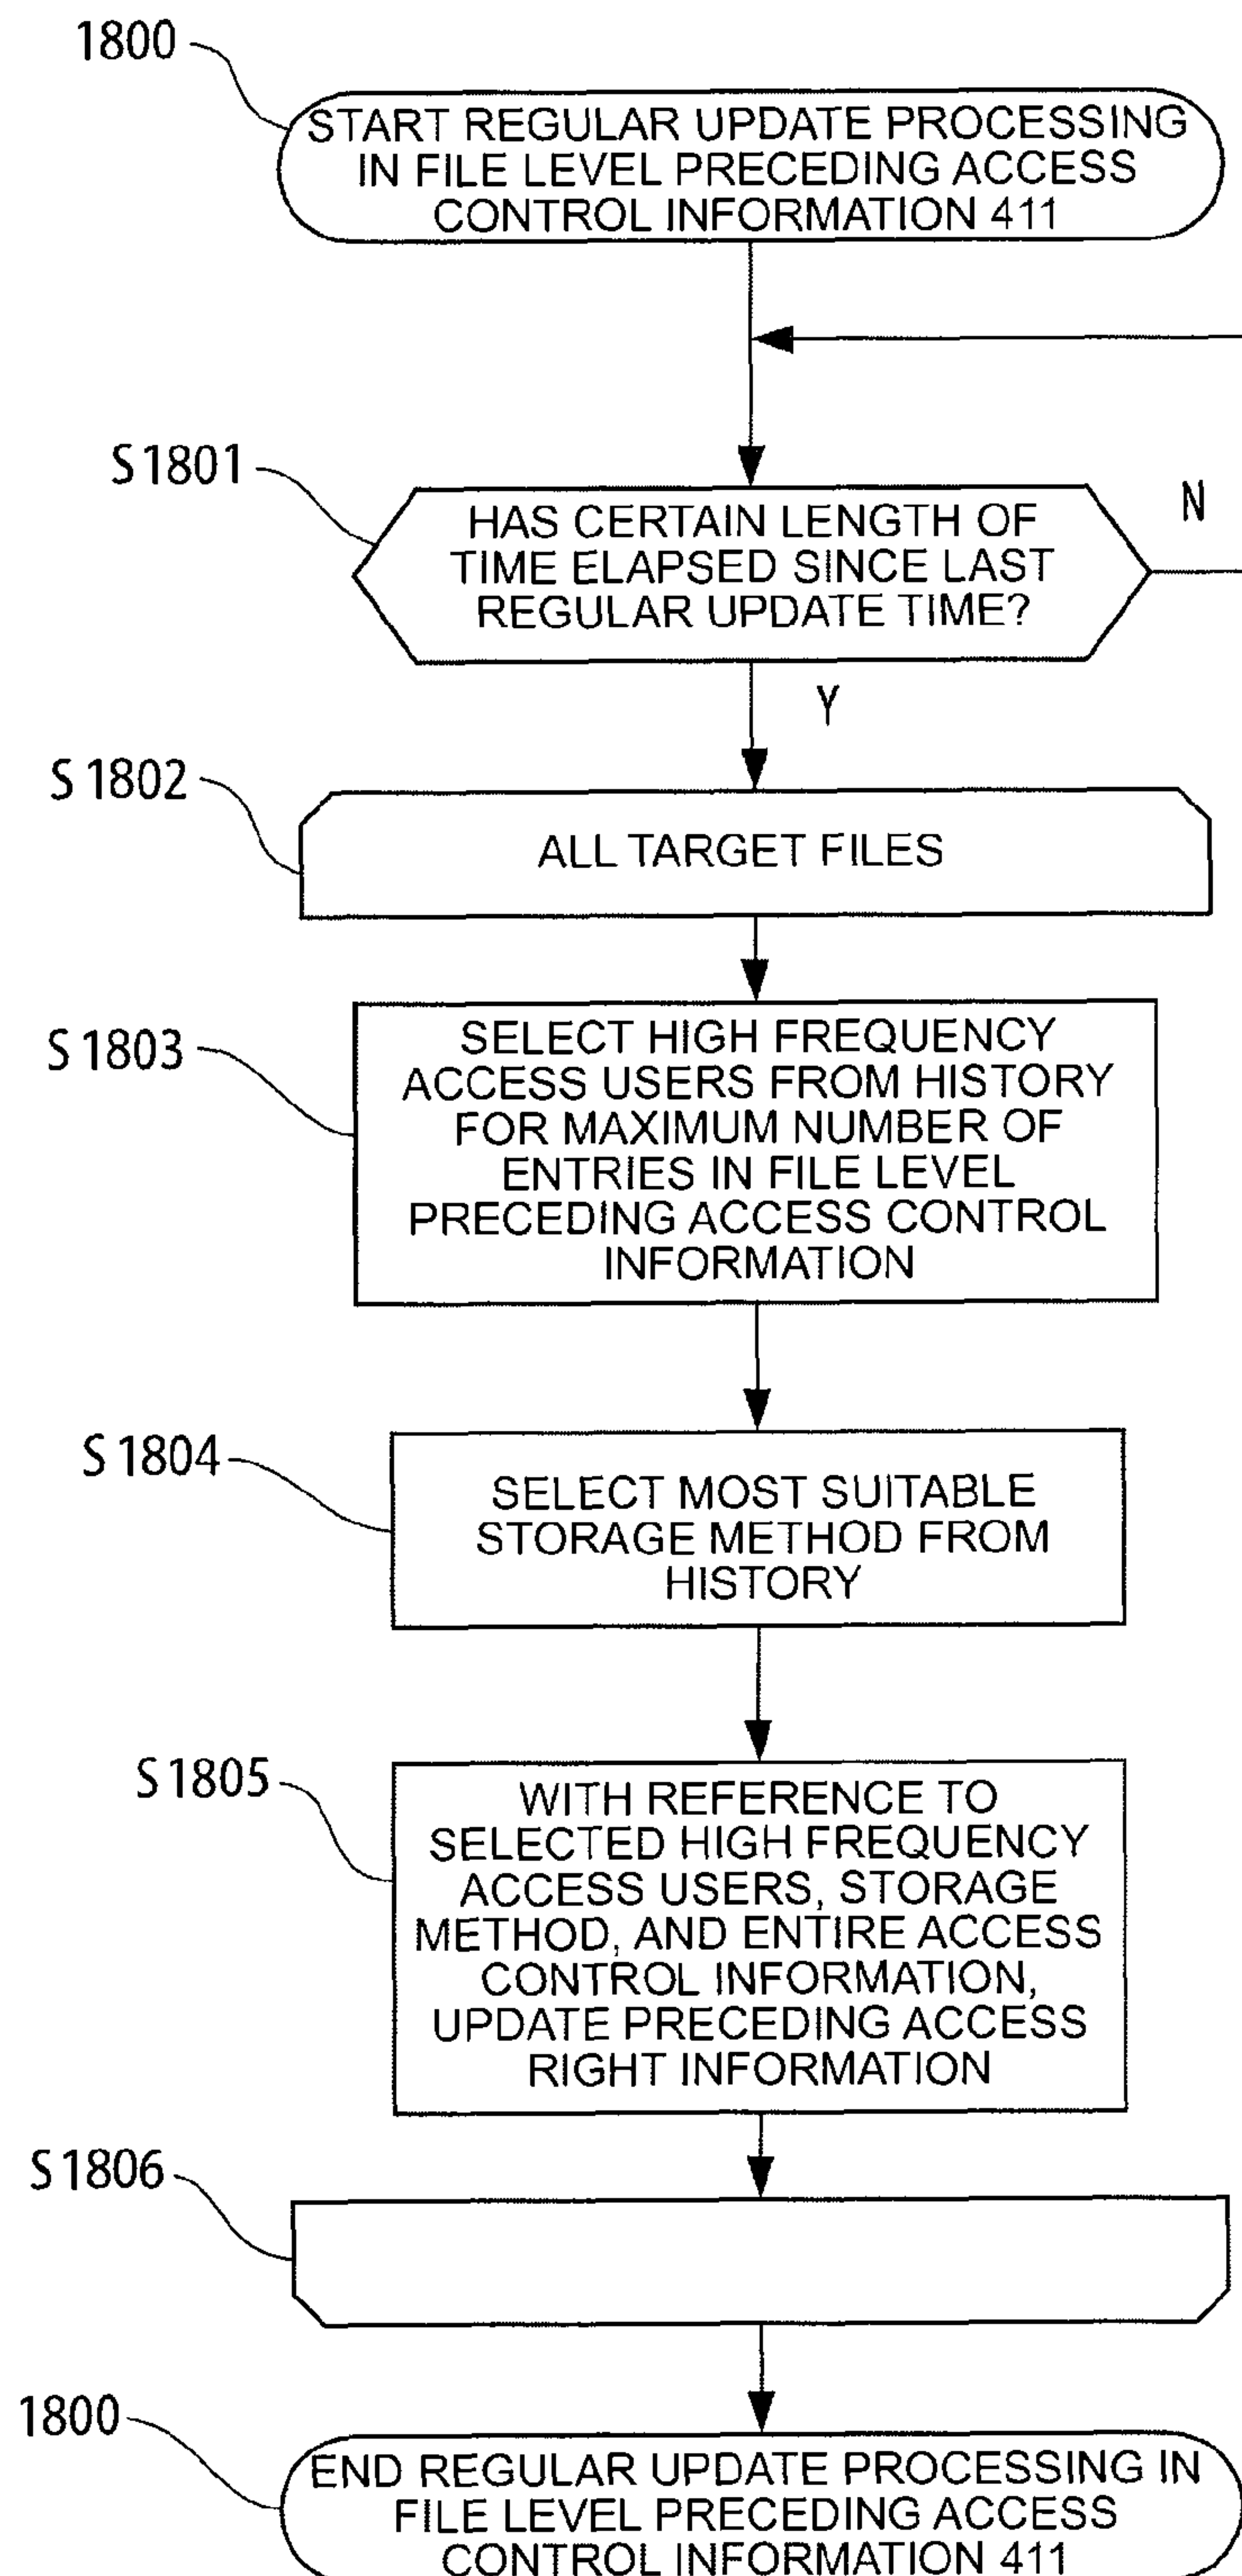 1800
START REGULAR UPDATE PROCESSING
IN FILE LEVEL PRECEDING ACCESS
CONTROL INFORMATION 411
S1801
HAS CERTAIN LENGTH OF
TIME ELAPSED SINCE LAST
REGULAR UPDATE TIME?
N
Y
S1802
ALL TARGET FILES
S1803
SELECT HIGH FREQUENCY
ACCESS USERS FROM HISTORY
FOR MAXIMUM NUMBER OF
ENTRIES IN FILE LEVEL
PRECEDING ACCESS CONTROL
INFORMATION
S1804
SELECT MOST SUITABLE
STORAGE METHOD FROM
HISTORY
S1805
WITH REFERENCE TO
SELECTED HIGH FREQUENCY
ACCESS USERS, STORAGE
METHOD, AND ENTIRE ACCESS
CONTROL INFORMATION,
UPDATE PRECEDING ACCESS
RIGHT INFORMATION
S1806
1800
END REGULAR UPDATE PROCESSING IN
FILE LEVEL PRECEDING ACCESS
CONTROL INFORMATION 411